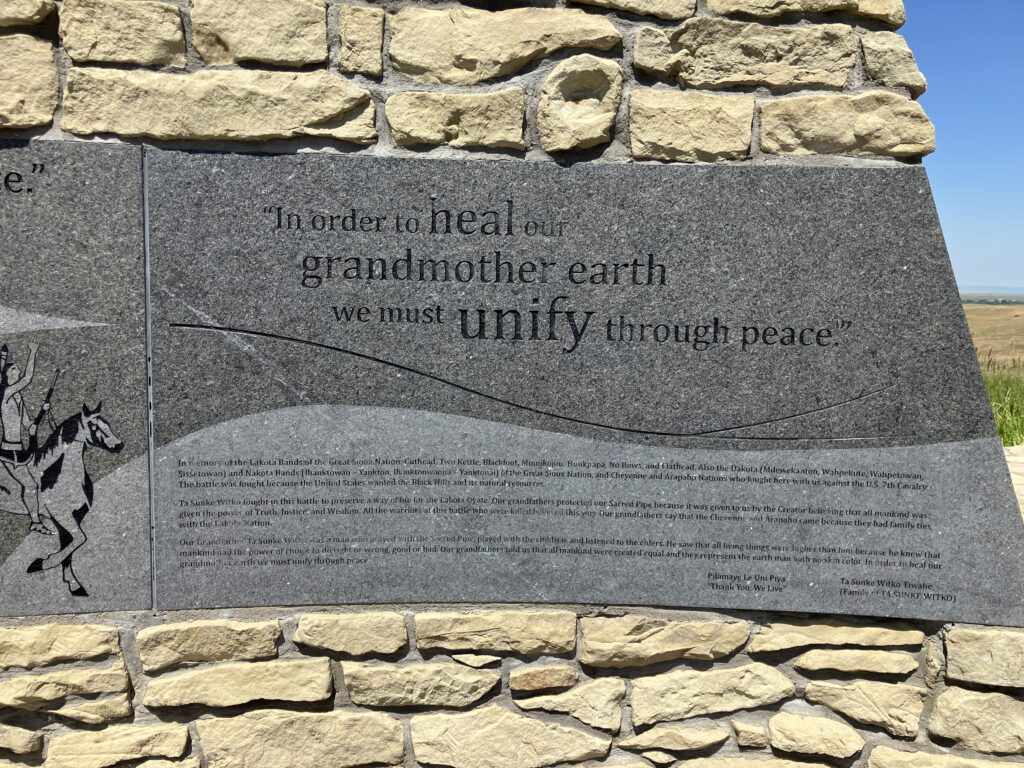 e.”
“In order to heal our
grandmother earth
we must unify through peace.”
In memory of the Lakota Bands of the Great Sioux Nation: Cuthead, Two Kettle, Blackfoot, Minnikojou, Hunkpapa, No Bows, and Flathead. Also the Dakota (Mdewekanton, Wahpekute, Wahpetowan,
Sissetowan) and Nakota Bands (Ihanktowan – Yankton, Ihanktowanna's Yanktonai) of the Great Sioux Nation, and Cheyenne and Arapaho Nations who fought here with us against the U.S. 7th Cavalry.
The battle was fought because the United States wanted the Black Hills and its natural resources.
Ta Sunke Witko fought in this battle to preserve a way of life for the Lakota Oyate. Our grandfathers protected our Sacred Pipe because it was given to us by the Creator believing that all mankind was
given the power of Truth, Justice, and Wisdom. All the warriors of this battle who were killed believed this way. Our grandfathers say that the Cheyenne and Arapaho came because they had family ties
with the Lakota Nation.
Our Grandfather Ta Sunke Witko was a man who prayed with the Sacred Pipe, played with the children and listened to the elders. He saw that all living things were higher than him because he knew that
mankind had the power of choice to do right or wrong, good or bad. Our grandfathers told us that all mankind were created equal and they represent the earth man with no skin color. In order to heal our
grandmother earth we must unify through peace
Pilamaye Le Uni Piya
“Thank You, We Live”
Ta Sunke Witko Tiwahe
(Family of TA SUNKE WITKO)